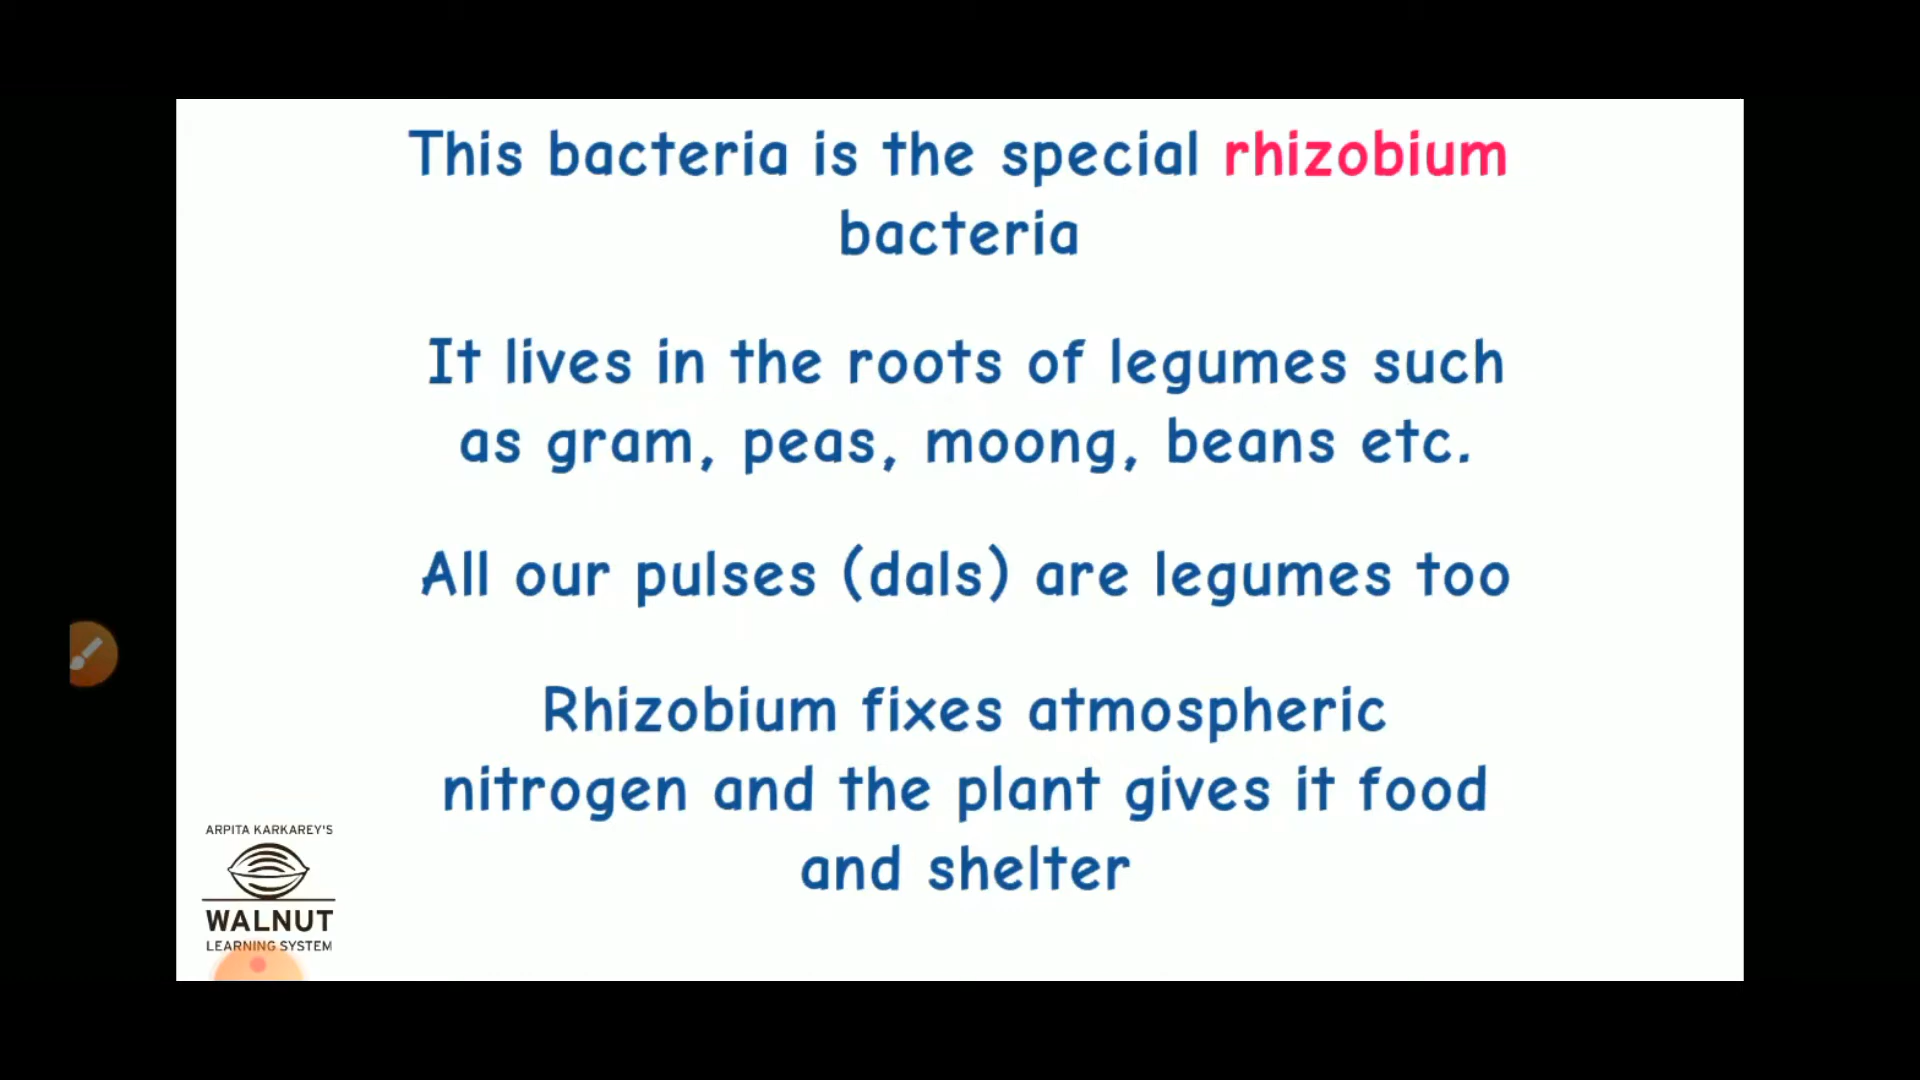 This bacteria is the special rhizobium
bacteria
It lives in the roots of legumes such
as gram, peas, moong, beans etc.
All our pulses (dals) are legumes too
Rhizobium fixes atmospheric
nitrogen and the plant gives it food
and shelter
ARPITA KARKAREY'S
WALNUT
LEARNING SYSTEM